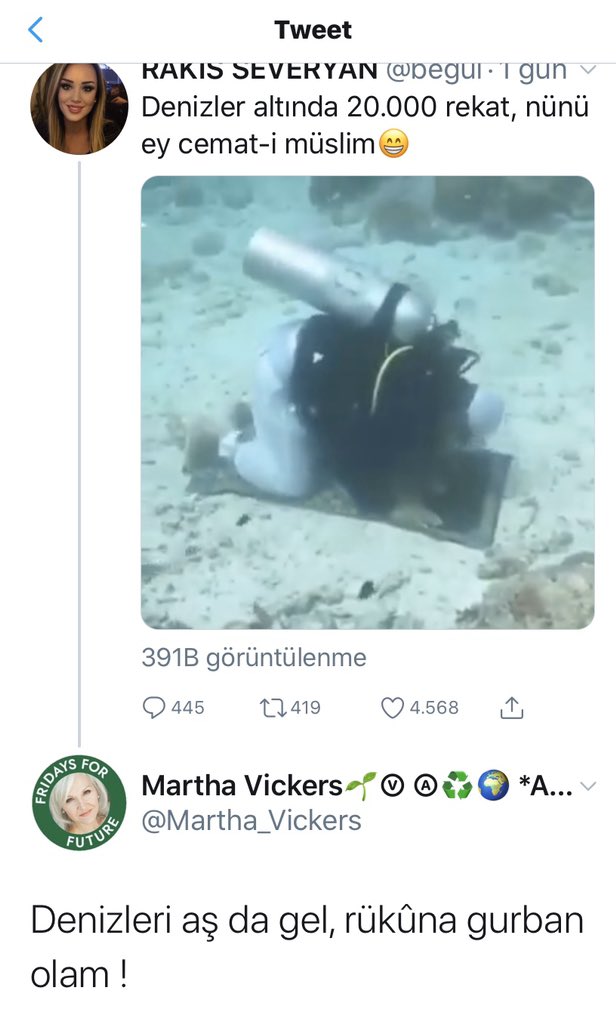 Tweet
RAKIS SEVERYAN @begul · 1 gün
Denizler altında 20.000 rekat, nünü
ey cemat-i müslim😁
391B görüntülenme
445 419 4.568
FRIDAYS FOR FUTURE
Martha Vickers🌱 Ⓥ Ⓐ♻️🌍 *A...
@Martha_Vickers
Denizleri aş da gel, rükûna gurban
olam !